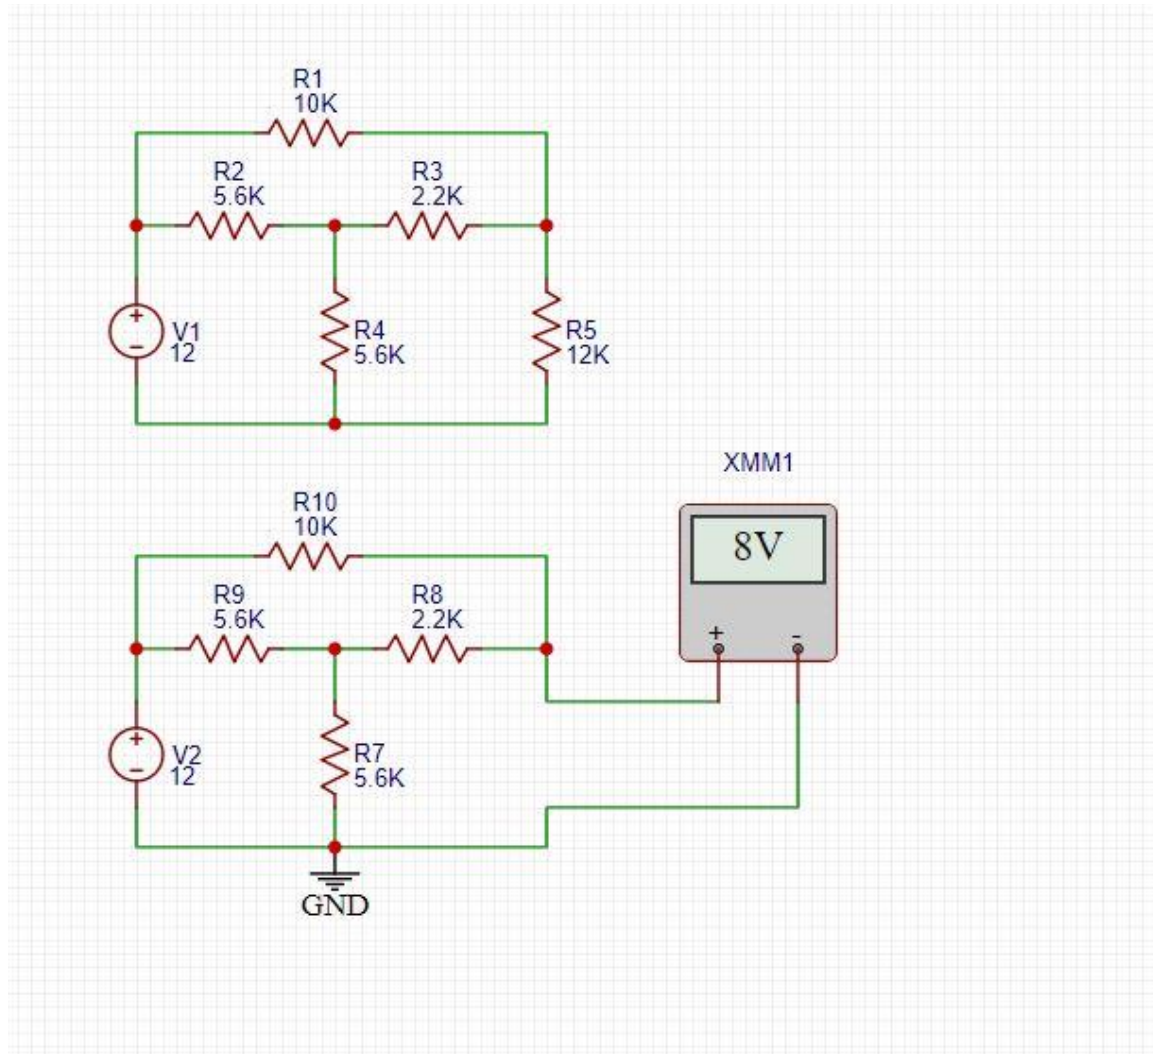 R1
10K
R2
5.6K
R3
2.2K
+
-
V1
12
R4
5.6K
R5
12K
XMM1
8V
+
-
R10
10K
R9
5.6K
R8
2.2K
+
-
V2
12
R7
5.6K
GND